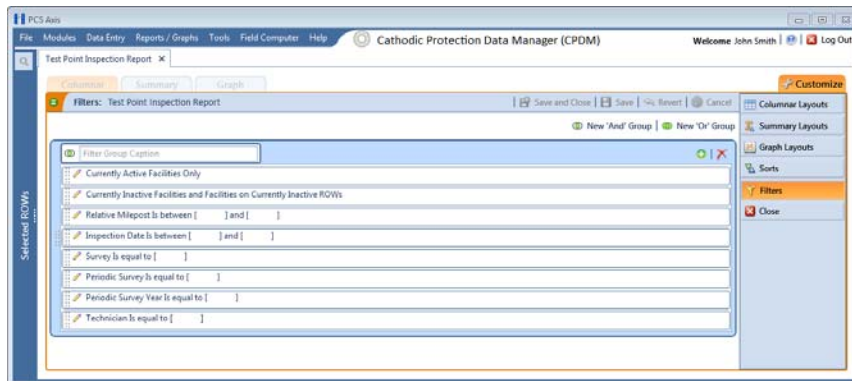 PCS Axis
File Modules Data Entry Reports / Graphs Tools Field Computer Help Cathodic Protection Data Manager (CPDM) Welcome John Smith | Log Out
Test Point Inspection Report
Columnar Summary Graph Customize
Filters: Test Point Inspection Report | Save and Close | Save | Revert | Cancel
New 'And' Group | New 'Or' Group
Filter Group Caption
Currently Active Facilities Only
Currently Inactive Facilities and Facilities on Currently Inactive ROWs
Relative Milepost Is between [ ] and [ ]
Inspection Date Is between [ ] and [ ]
Survey Is equal to [ ]
Periodic Survey Is equal to [ ]
Periodic Survey Year Is equal to [ ]
Technician Is equal to [ ]
Columnar Layouts
Summary Layouts
Graph Layouts
Sorts
Filters
Close
Selected ROWs